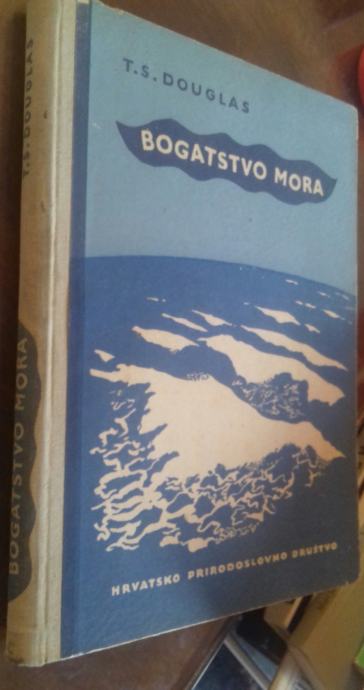 T.S. DOUGLAS
BOGATSTVO MORA
HRVATSKO PRIRODOSLOVNO DRUŠTVO
T.S. DOUGLAS
BOGATSTVO MORA